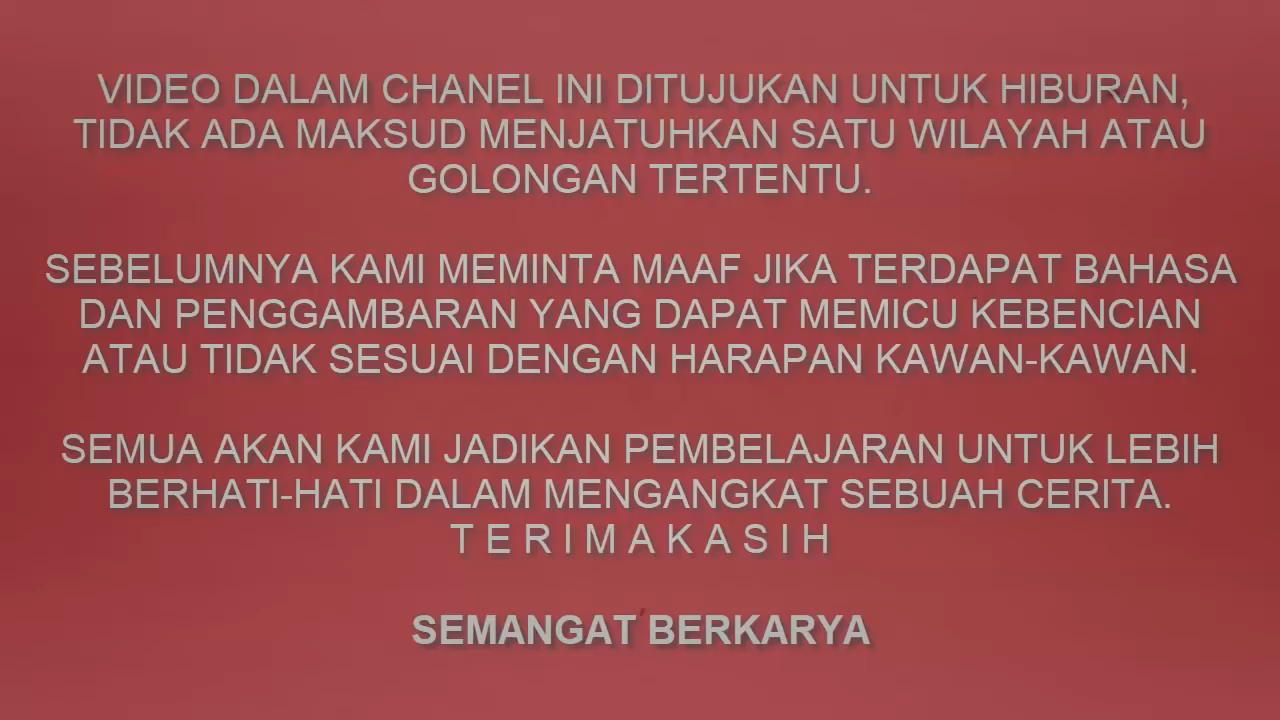 VIDEO DALAM CHANEL INI DITUJUKAN UNTUK HIBURAN,
TIDAK ADA MAKSUD MENJATUHKAN SATU WILAYAH ATAU
GOLONGAN TERTENTU.
SEBELUMNYA KAMI MEMINTA MAAF JIKA TERDAPAT BAHASA
DAN PENGGAMBARAN YANG DAPAT MEMICU KEBENCIAN
ATAU TIDAK SESUAI DENGAN HARAPAN KAWAN-KAWAN.
SEMUA AKAN KAMI JADIKAN PEMBELAJARAN UNTUK LEBIH
BERHATI-HATI DALAM MENGANGKAT SEBUAH CERITA.
T E R I M A K A S I H
SEMANGAT BERKARYA